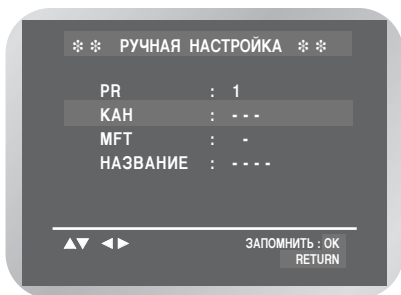 ❄❄ РУЧНАЯ НАСТРОЙКА ❄❄
PR : 1
КАН : - - -
MFT : -
НАЗВАНИЕ : - - - -
▲▼ ◄► ЗАПОМНИТЬ : OK
RETURN